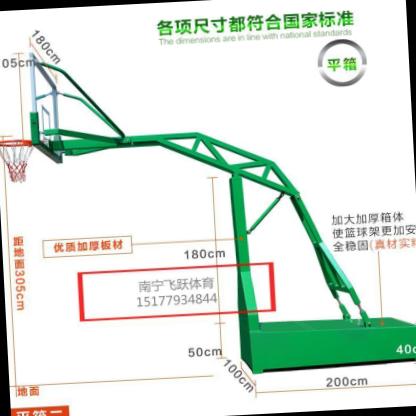 各项尺寸都符合国家标准
The dimensions are in line with national standards
平箱
180cm
05cm
加大加厚箱体
使篮球架更加安
全稳固(真材实料
优质加厚板材
距地面305cm
180cm
南宁飞跃体育
15177934844
50cm
100cm
200cm
40c
地面
平箱二